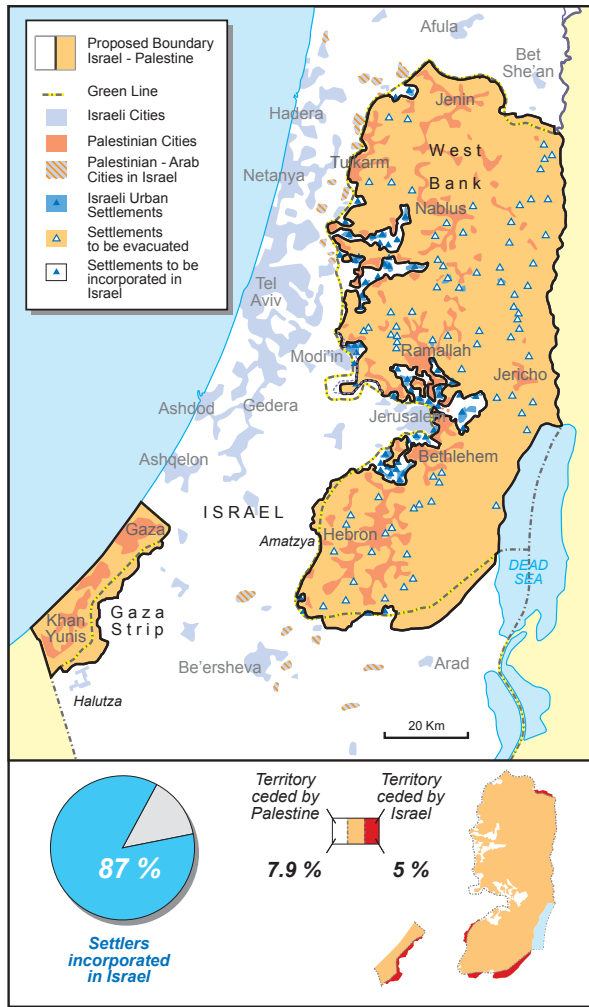 Proposed Boundary
Israel - Palestine
Green Line
Israeli Cities
Palestinian Cities
Palestinian - Arab
Cities in Israel
Israeli Urban
Settlements
Settlements
to be evacuated
Settlements to be
incorporated in
Israel
Afula
Bet
She'an
Jenin
Hadera
West
Bank
Tulkarm
Netanya
Nablus
Tel
Aviv
Modi'in
Ramallah
Jericho
Ashdod
Gedera
Jerusalem
Bethlehem
Ashqelon
ISRAEL
Amatzya
Hebron
Gaza
DEAD
SEA
Khan
Yunis
Gaza
Strip
Be'ersheva
Arad
Halutza
20 Km
87 %
Settlers
incorporated
in Israel
Territory
ceded by
Palestine
Territory
ceded by
Israel
7.9 %
5 %